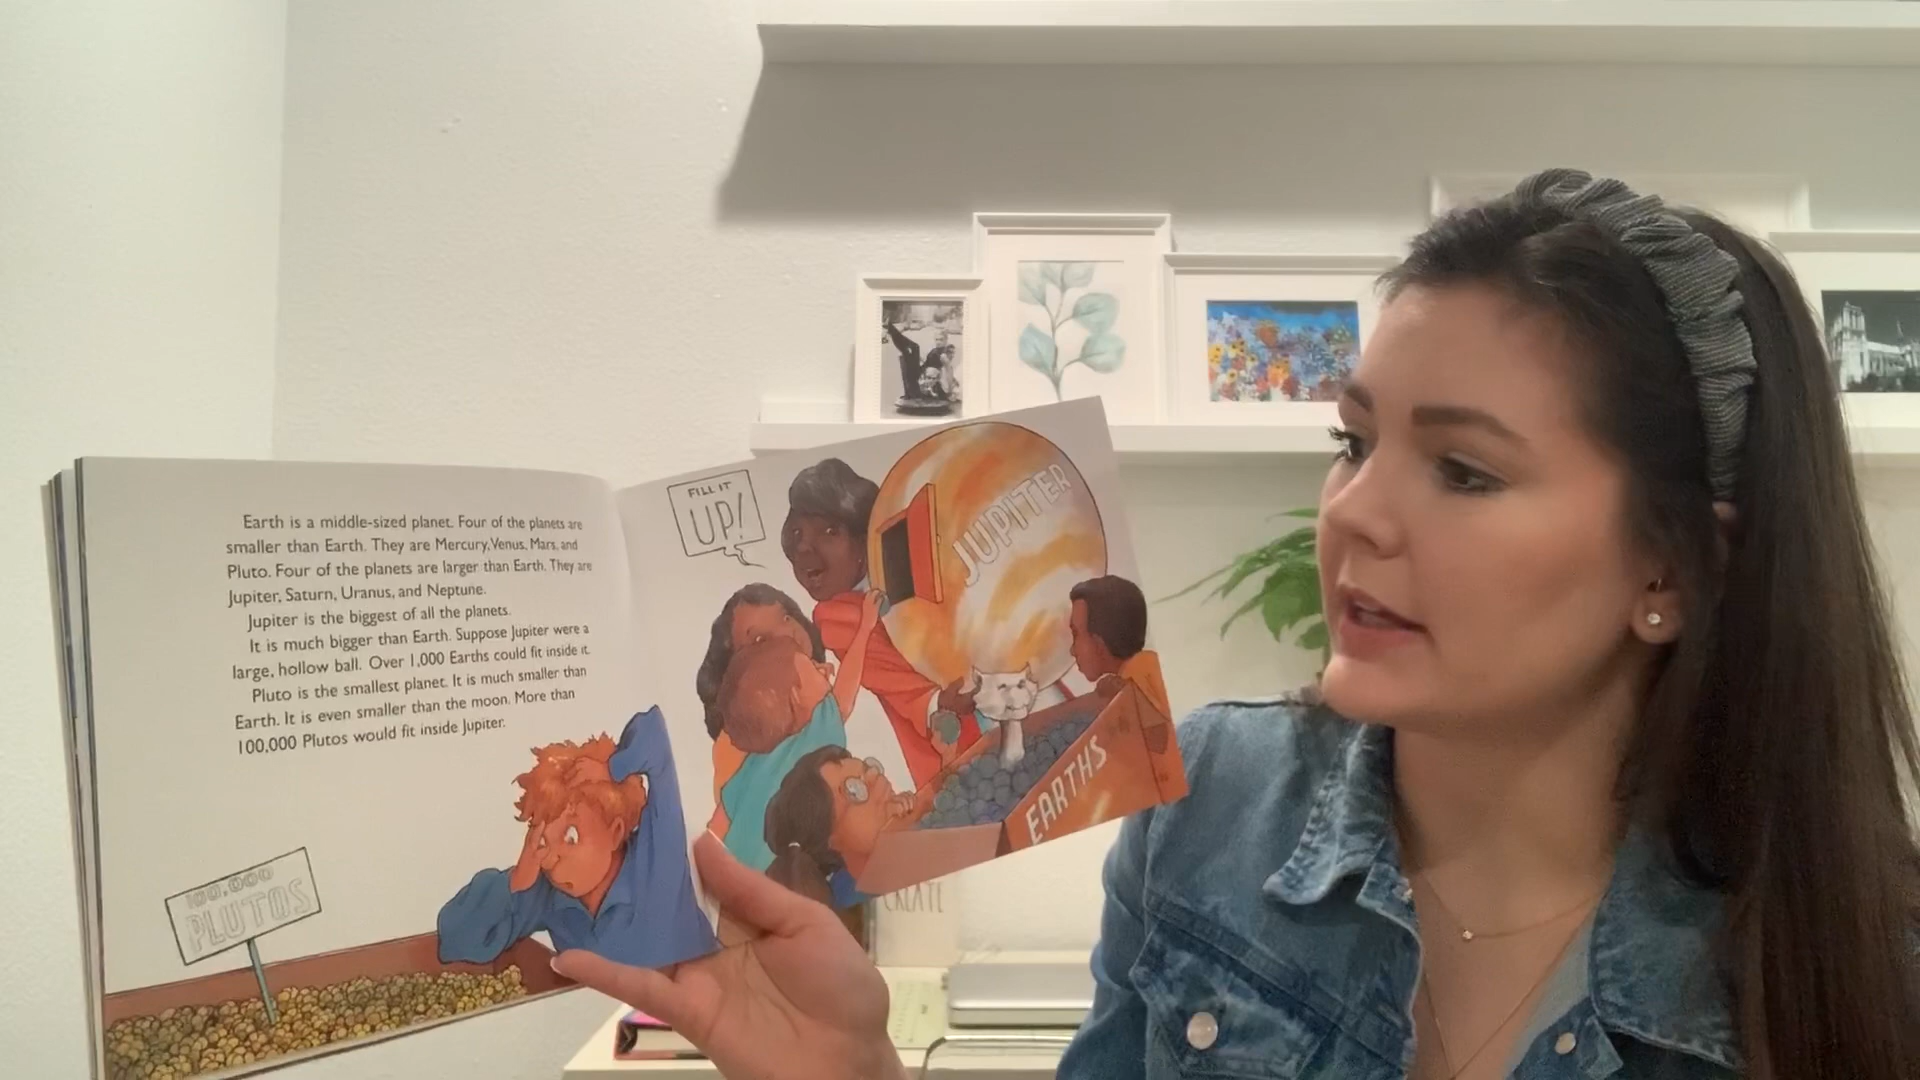 Earth is a middle-sized planet. Four of the planets are
smaller than Earth. They are Mercury, Venus, Mars, and
Pluto. Four of the planets are larger than Earth. They are
Jupiter, Saturn, Uranus, and Neptune.
Jupiter is the biggest of all the planets.
It is much bigger than Earth. Suppose Jupiter were a
large, hollow ball. Over 1,000 Earths could fit inside it.
Pluto is the smallest planet. It is much smaller than
Earth. It is even smaller than the moon. More than
100,000 Plutos would fit inside Jupiter.
100,000
PLUTOS
FILL IT
UP!
JUPITER
EARTHS
CREATE